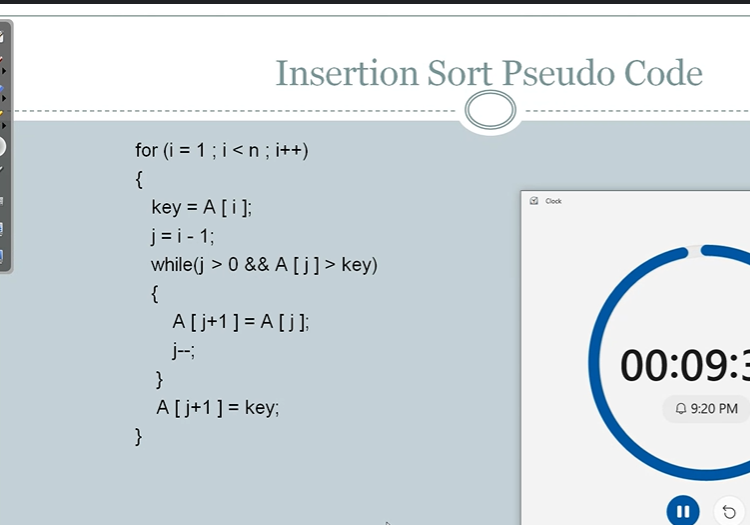 Insertion Sort Pseudo Code
for (i = 1 ; i < n ; i++)
{
key = A [ i ];
j = i - 1;
while(j > 0 && A [ j ] > key)
{
A [ j+1 ] = A [ j ];
j--;
}
A [ j+1 ] = key;
}
Clock
00:09:3
9:20 PM